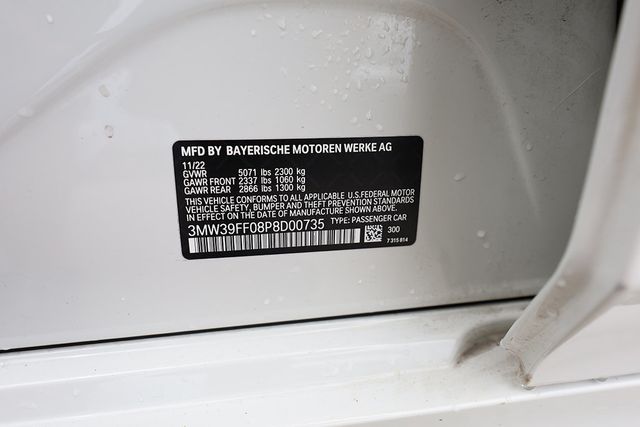 MFD BY BAYERISCHE MOTOREN WERKE AG
11/22
GVWR 5071 lbs 2300 kg
GAWR FRONT 2337 lbs 1060 kg
GAWR REAR 2866 lbs 1300 kg
THIS VEHICLE CONFORMS TO ALL APPLICABLE U.S.FEDERAL MOTOR
VEHICLE SAFETY, BUMPER AND THEFT PREVENTION STANDARDS
IN EFFECT ON THE DATE OF MANUFACTURE SHOWN ABOVE.
3MW39FF08P8D00735 TYPE: PASSENGER CAR
300
7 315 814